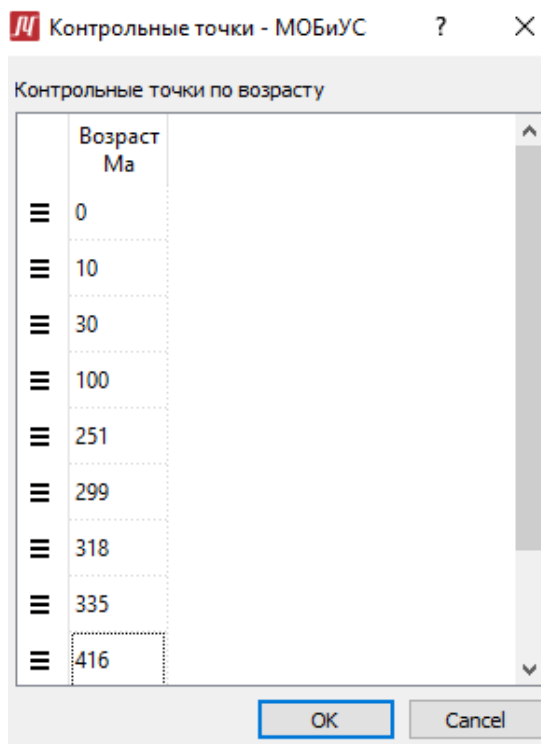 Контрольные точки - МОБиУС ? ×
Контрольные точки по возрасту
Возраст
Ma
0
10
30
100
251
299
318
335
416
OK Cancel